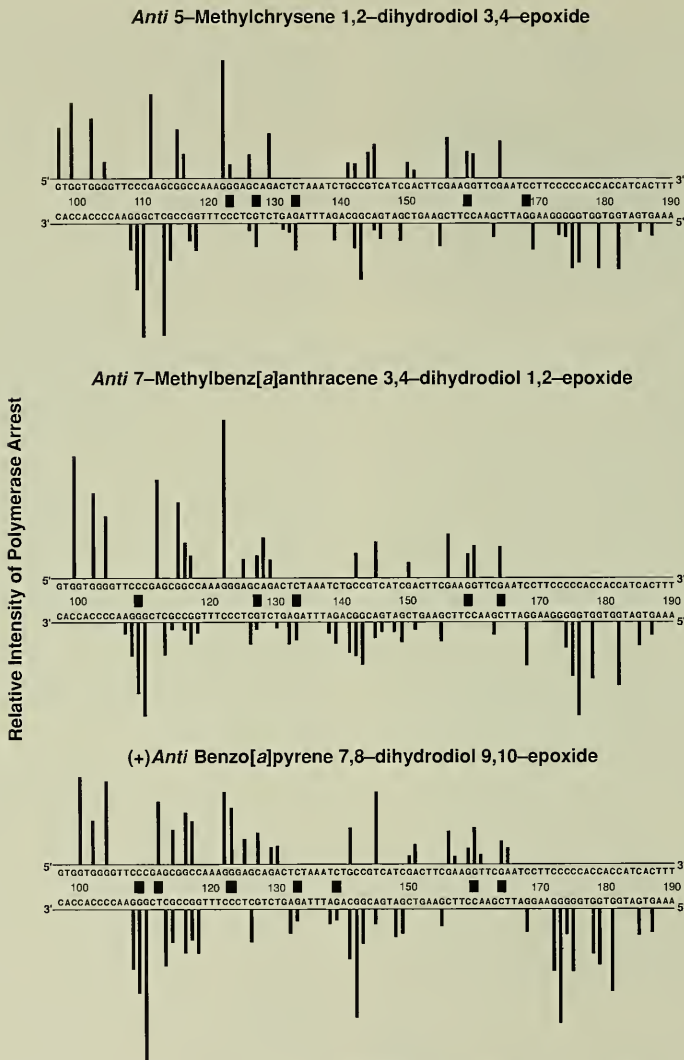 Anti 5–Methylchrysene 1,2–dihydrodiol 3,4–epoxide
5' GTGGTGGGGTTCCCGAGCGGCCAAAGGGAGCAGACTCTAAATCTGCCGTCATCGACTTCGAAGGTTCGAATCCTTCCCCCACCACCATCACTTT 3'
100 110 120 130 140 150 170 180 190
3' CACCACCCCAAGGGCTCGCCGGTTTCCCTCGTCTGAGATTTAGACGGCAGTAGCTGAAGCTTCCAAGCTTAGGAAGGGGGTGGTGGTAGTGAAA 5'
Anti 7–Methylbenz[a]anthracene 3,4–dihydrodiol 1,2–epoxide
5' GTGGTGGGGTTCCCGAGCGGCCAAAGGGAGCAGACTCTAAATCTGCCGTCATCGACTTCGAAGGTTCGAATCCTTCCCCCACCACCATCACTTT 3'
100 120 130 140 150 170 180 190
3' CACCACCCCAAGGGCTCGCCGGTTTCCCTCGTCTGAGATTTAGACGGCAGTAGCTGAAGCTTCCAAGCTTAGGAAGGGGGTGGTGGTAGTGAAA 5'
(+)Anti Benzo[a]pyrene 7,8–dihydrodiol 9,10–epoxide
5' GTGGTGGGGTTCCCGAGCGGCCAAAGGGAGCAGACTCTAAATCTGCCGTCATCGACTTCGAAGGTTCGAATCCTTCCCCCACCACCATCACTTT 3'
100 120 130 150 170 180 190
3' CACCACCCCAAGGGCTCGCCGGTTTCCCTCGTCTGAGATTTAGACGGCAGTAGCTGAAGCTTCCAAGCTTAGGAAGGGGGTGGTGGTAGTGAAA 5'
Relative Intensity of Polymerase Arrest